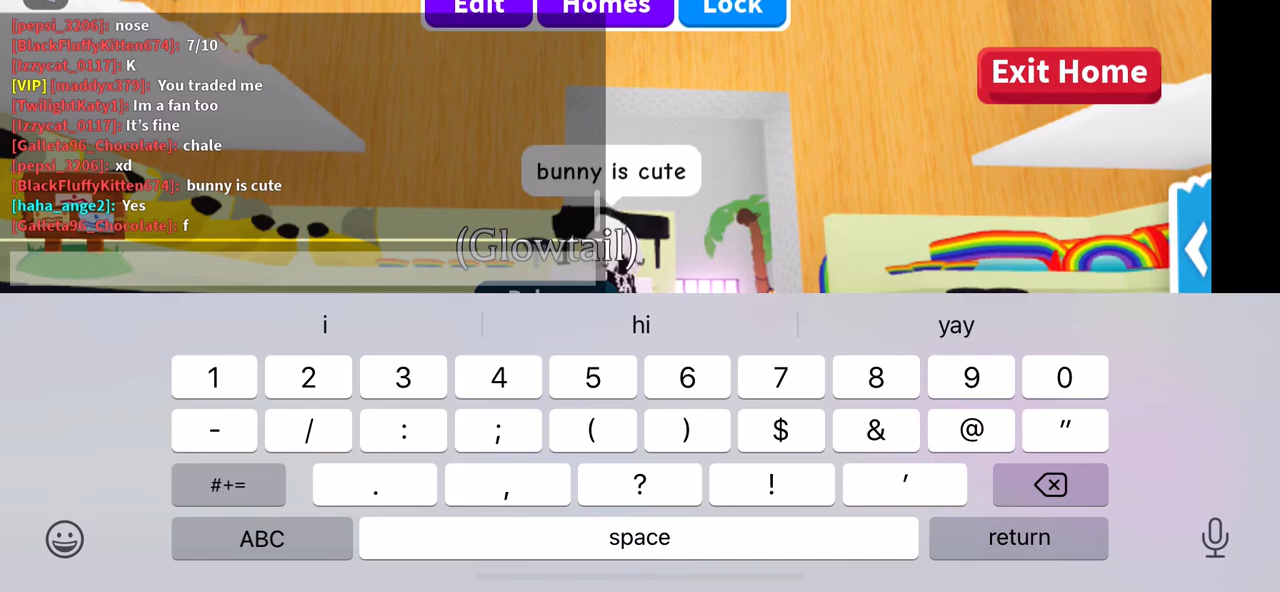 Edit Homes Lock
[pepsi_3206]: nose
[BlackFluffyKitten674]: 7/10
[Izzycat_0117]: K
[VIP] [maddyx379]: You traded me
[TwilightKaty1]: Im a fan too
[Izzycat_0117]: It's fine
[Galleta96_Chocolate]: chale
[pepsi_3206]: xd
[BlackFluffyKitten674]: bunny is cute
[haha_ange2]: Yes
[Galleta96_Chocolate]: f
Exit Home
bunny is cute
(Glowtail)
i hi yay
1 2 3 4 5 6 7 8 9 0
- / : ; ( ) $ & @ "
#+= . , ? ! '
ABC space return